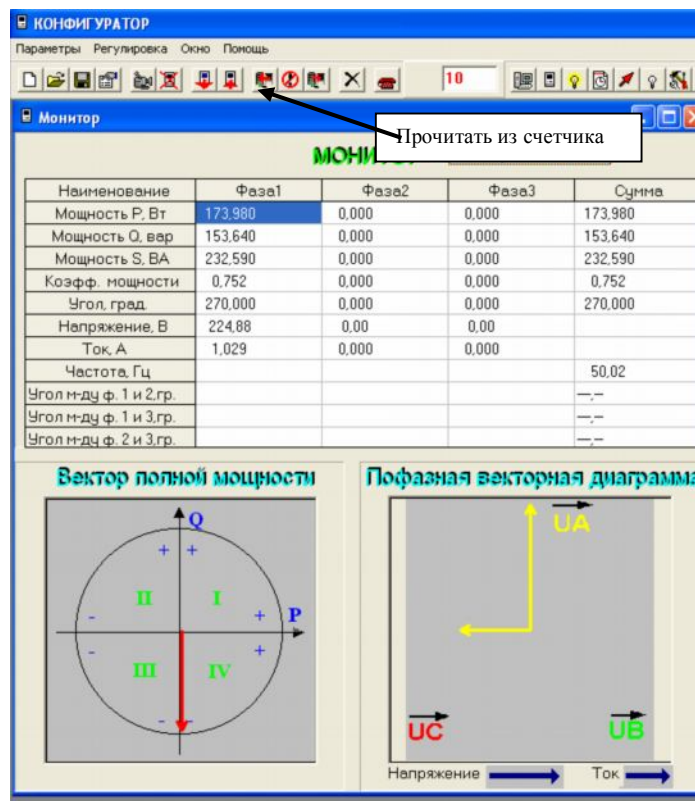 КОНФИГУРАТОР
Параметры Регулировка Окно Помощь
10
Монитор
Прочитать из счетчика
Наименование Фаза1 Фаза2 Фаза3 Сумма
Мощность P, Вт 173,980 0,000 0,000 173,980
Мощность Q, вар 153,640 0,000 0,000 153,640
Мощность S, ВА 232,590 0,000 0,000 232,590
Коэфф. мощности 0,752 0,000 0,000 0,752
Угол, град. 270,000 0,000 0,000 270,000
Напряжение, В 224,88 0,00 0,00
Ток, А 1,029 0,000 0,000
Частота, Гц 50,02
Угол м-ду ф. 1 и 2,гр. —,–
Угол м-ду ф. 1 и 3,гр. —,–
Угол м-ду ф. 2 и 3,гр. —,–
Вектор полной мощности Пофазная векторная диаграмма
Q UA
+ +
II I
- + P
- +
III IV
- -
UC UB
Напряжение Ток